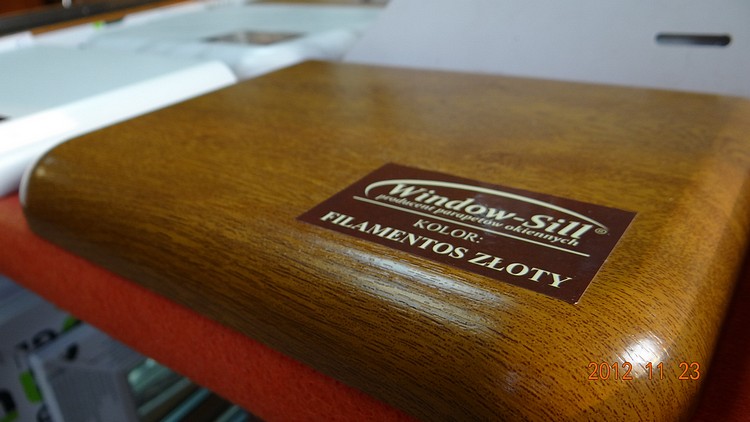 Window-Sill®
producent parapetów okiennych
KOLOR:
FILAMENTOS ZŁOTY
2012 11 23